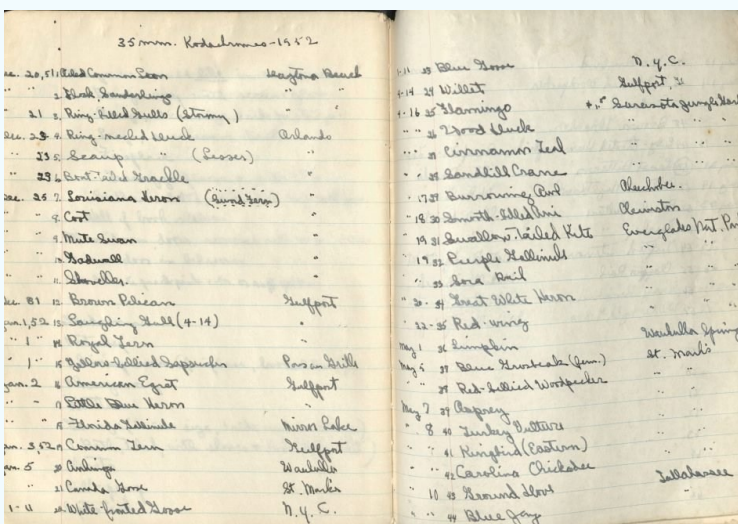 35 mm. Kodachromes - 1952
Dec. 20, 51 1. Common Loon Daytona Beach
" " 2. Flock Sanderlings " "
" 21 3. Ring-billed Gulls (Stormy) " "
Dec. 23 4. Ring-necked Duck Orlando
" 23 5. Scaup " (Lesser) "
" 23 6. Boat-tailed Grackle "
Dec. 25 7. Louisiana Heron "
" " 8. Coot "
" " 9. Mute Swan "
" " 10. Gadwall "
" " 11. Shoveller "
Dec. 31 12. Brown Pelican Gulfport
Jan. 1, 52 13. Laughing Gull (4-14) "
" 1 " 14. Royal Tern "
" 1 " 15. Yellow-bellied Sapsucker Pass a Grille
Jan. 2 16. American Egret Gulfport
" " 17. Little Blue Heron "
" " 18. Florida Gallinule Mirror Lake
Jan. 3, 52 19. Common Tern Gulfport
Jan. 5 20. Anhinga Wakulla
" 21. Canada Goose St. Marks
1-11 22. White-fronted Goose N.Y.C.
1-11 23 Blue Goose N.Y.C.
4-14 24 Willet Gulfport
4-16 25 Flamingo Sarasota Jungle
" " 26 Wood Duck " "
" " 27 Cinnamon Teal " "
" " 28 Sandhill Crane " "
" 17 29 Burrowing Owl Okeechobee
" 18 30 Smooth-billed Ani Clewiston
" 19 31 Swallow-tailed Kite Everglades Nat. Par
" 19 32 Purple Gallinule " "
" " 33 Sora Rail " "
" 20 - 34 Great White Heron " "
" 22 - 35 Red-wing " "
May 1 36 Limpkin Wakulla Spring
May 5 37 Blue Grosbeak (fem.) St. Marks
" " 38 Red-bellied Woodpecker " "
May 7 39 Osprey " "
" 8 40 Turkey Vulture " "
" " 41 Kingbird (Eastern) " "
" " 42 Carolina Chickadee " "
" 10 43 Ground Dove Tallahassee
" " 44 Blue Jay "